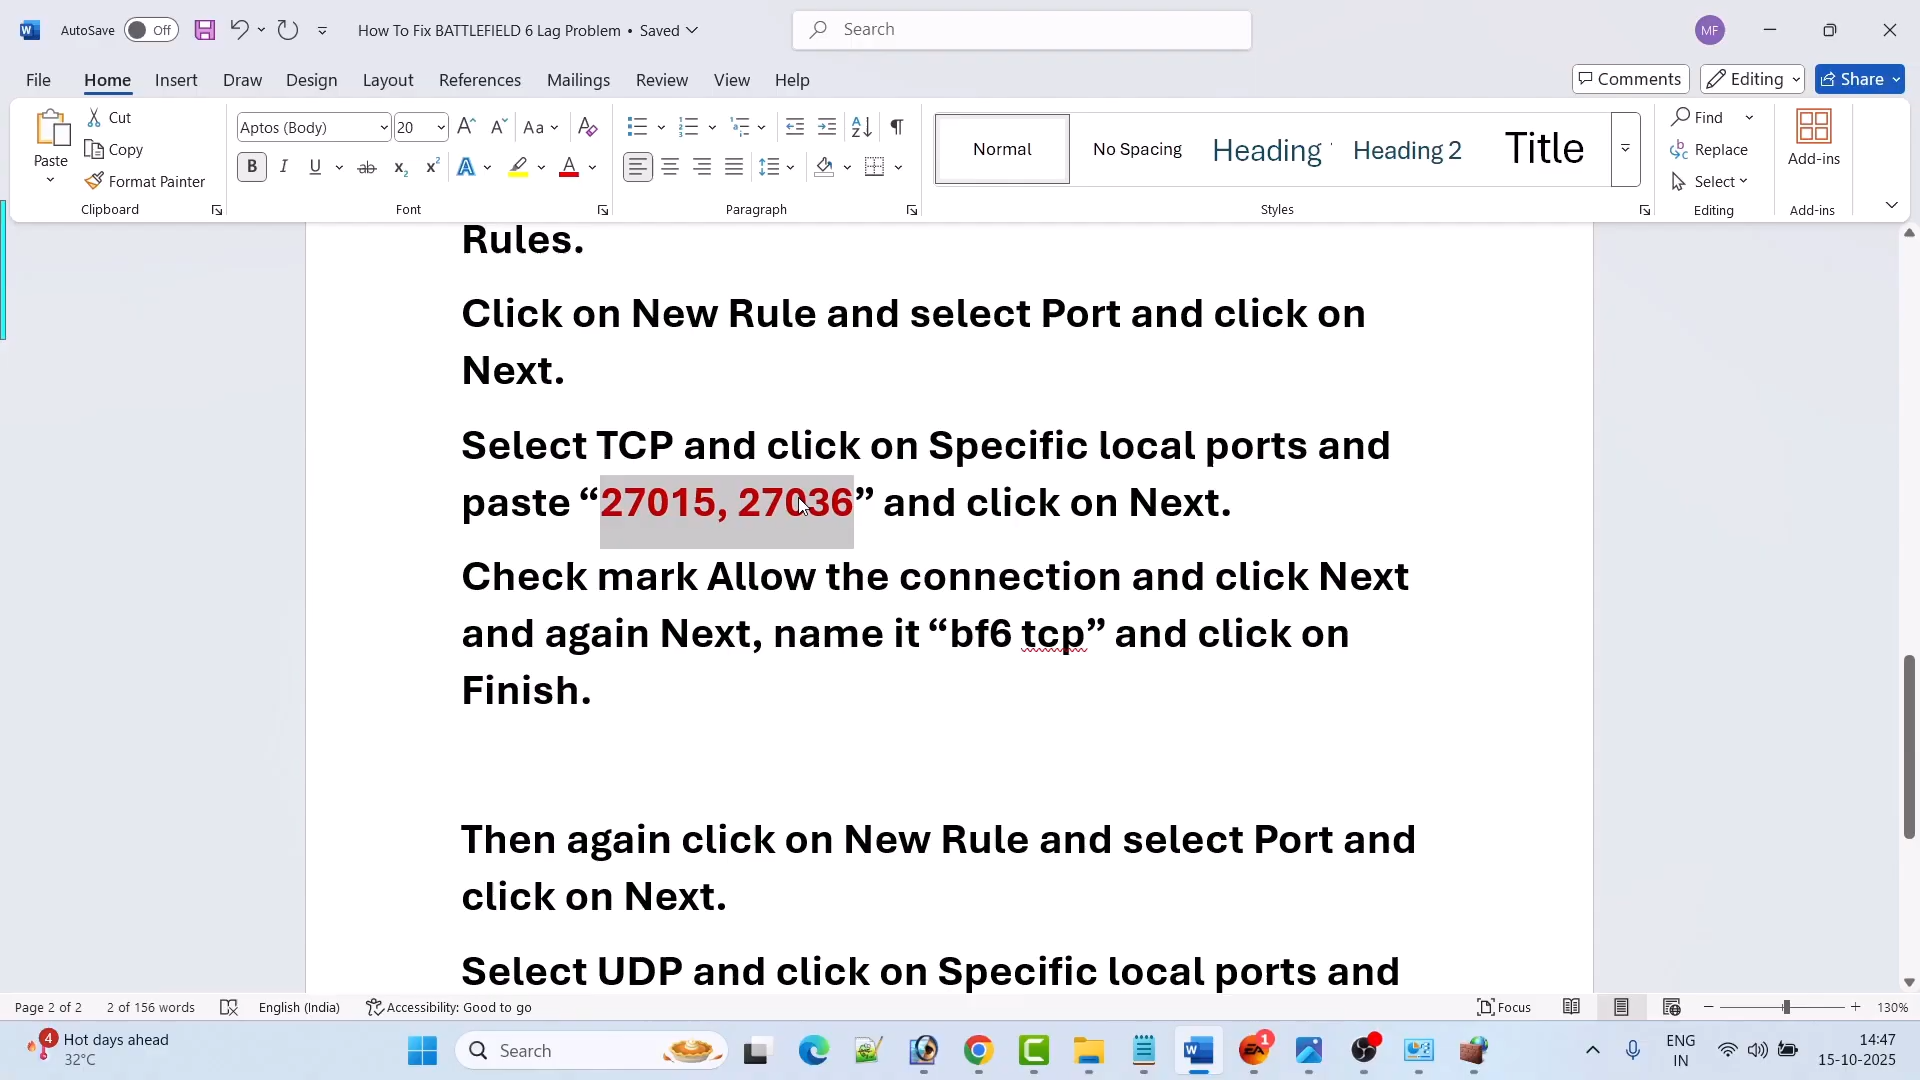 AutoSave Off How To Fix BATTLEFIELD 6 Lag Problem • Saved Search MF
File Home Insert Draw Design Layout References Mailings Review View Help Comments Editing Share
Paste Cut Copy Format Painter
Clipboard
Aptos (Body) 20
Font
Paragraph
Normal No Spacing Heading Heading 2 Title
Styles
Find
Replace
Select
Editing
Add-ins
Add-ins
Rules.
Click on New Rule and select Port and click on
Next.
Select TCP and click on Specific local ports and
paste “27015, 27036” and click on Next.
Check mark Allow the connection and click Next
and again Next, name it “bf6 tcp” and click on
Finish.
Then again click on New Rule and select Port and
click on Next.
Select UDP and click on Specific local ports and
Page 2 of 2 2 of 156 words English (India) Accessibility: Good to go Focus 130%
4 Hot days ahead
32°C
Search
EA 1
ENG
IN
14:47
15-10-2025